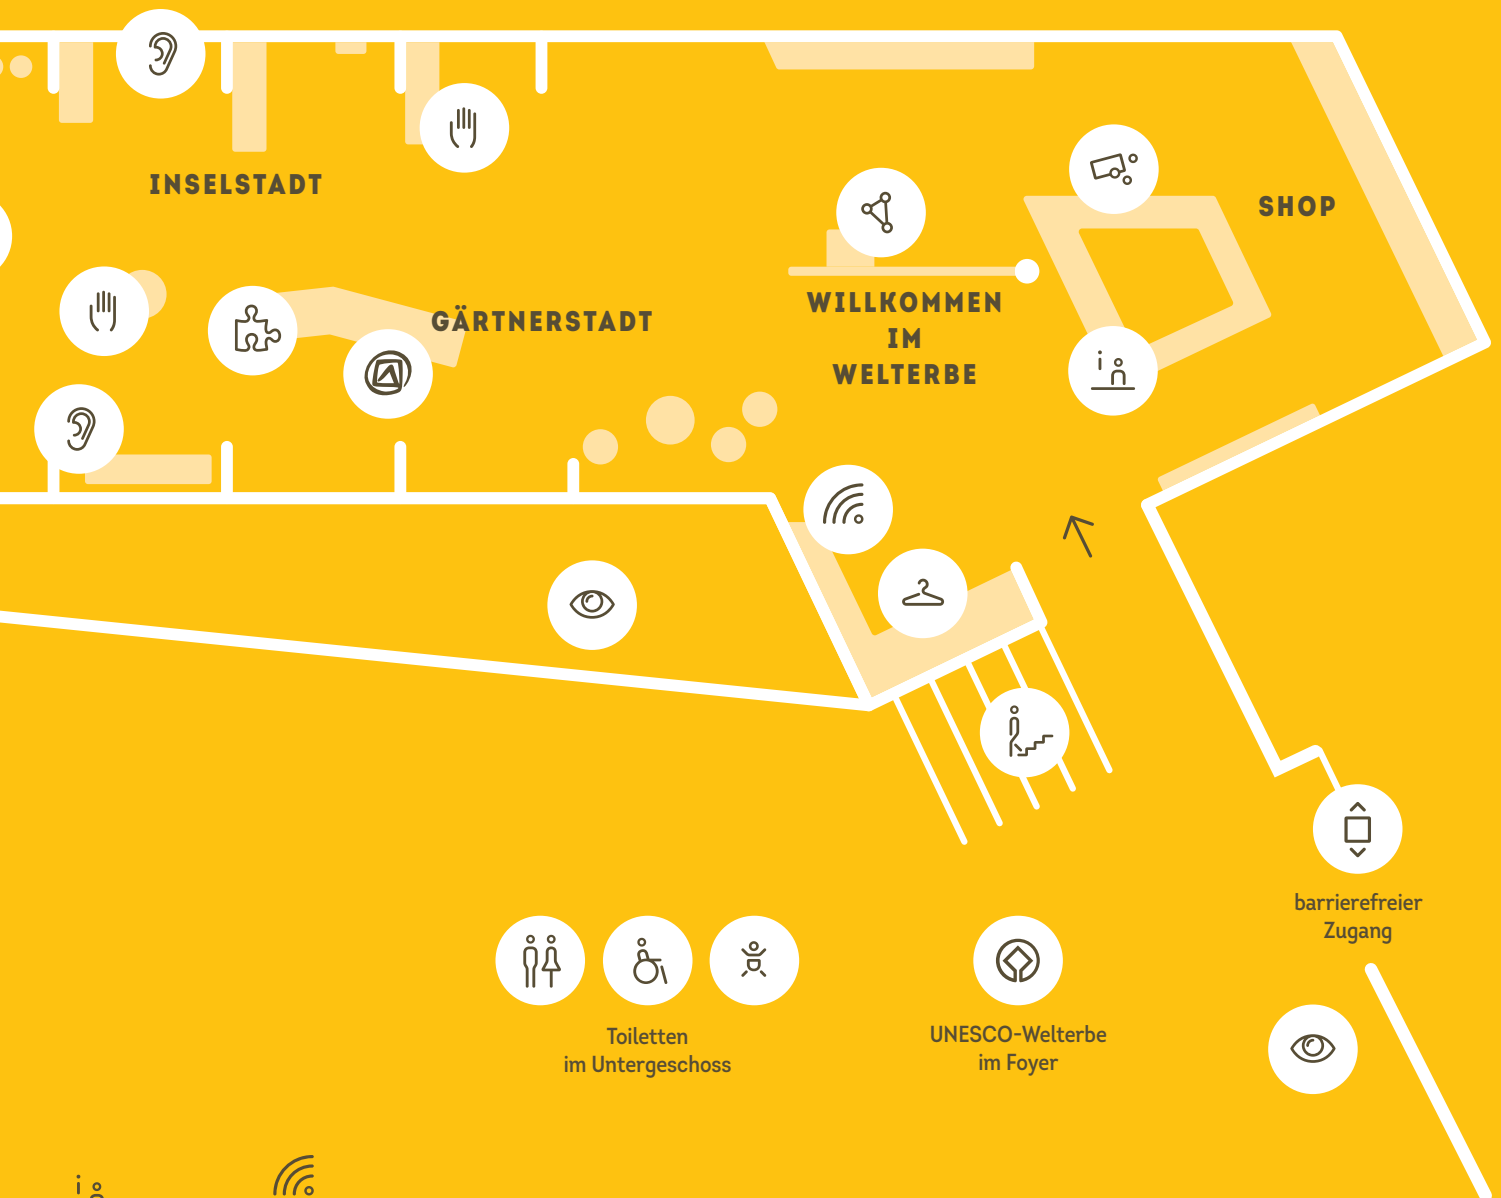 INSELSTADT
SHOP
GÄRTNERSTADT
WILLKOMMEN
IM
WELTERBE
i
barrierefreier
Zugang
Toiletten
im Untergeschoss
UNESCO-Welterbe
im Foyer
i